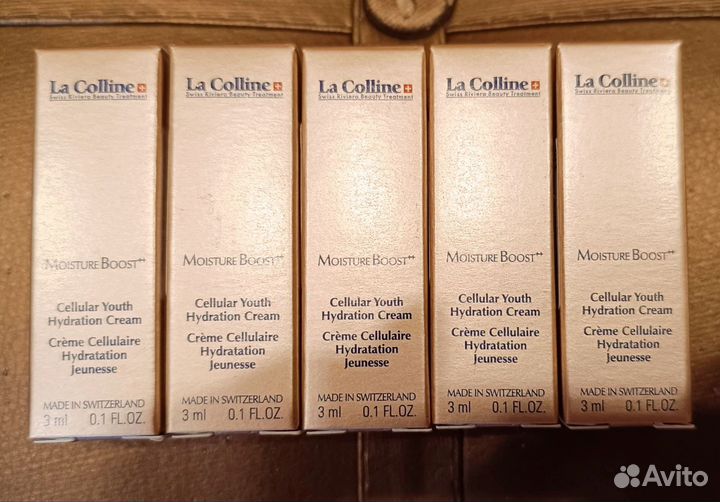 La Colline
Swiss Riviera Beauty Treatment
MOISTURE BOOST++
Cellular Youth
Hydration Cream
Crème Cellulaire
Hydratation
Jeunesse
MADE IN SWITZERLAND
3 ml 0.1 FL.OZ.
La Colline
Swiss Riviera Beauty Treatment
MOISTURE BOOST++
Cellular Youth
Hydration Cream
Crème Cellulaire
Hydratation
Jeunesse
MADE IN SWITZERLAND
3 ml 0.1 FL.OZ.
La Colline
Swiss Riviera Beauty Treatment
MOISTURE BOOST++
Cellular Youth
Hydration Cream
Crème Cellulaire
Hydratation
Jeunesse
MADE IN SWITZERLAND
3 ml 0.1 FL.OZ.
La Colline
Swiss Riviera Beauty Treatment
MOISTURE BOOST++
Cellular Youth
Hydration Cream
Crème Cellulaire
Hydratation
Jeunesse
MADE IN SWITZERLAND
3 ml 0.1 FL.OZ.
La Colline
Swiss Riviera Beauty Treatment
MOISTURE BOOST++
Cellular Youth
Hydration Cream
Crème Cellulaire
Hydratation
Jeunesse
MADE IN SWITZERLAND
3 ml 0.1 FL.OZ.
Avito